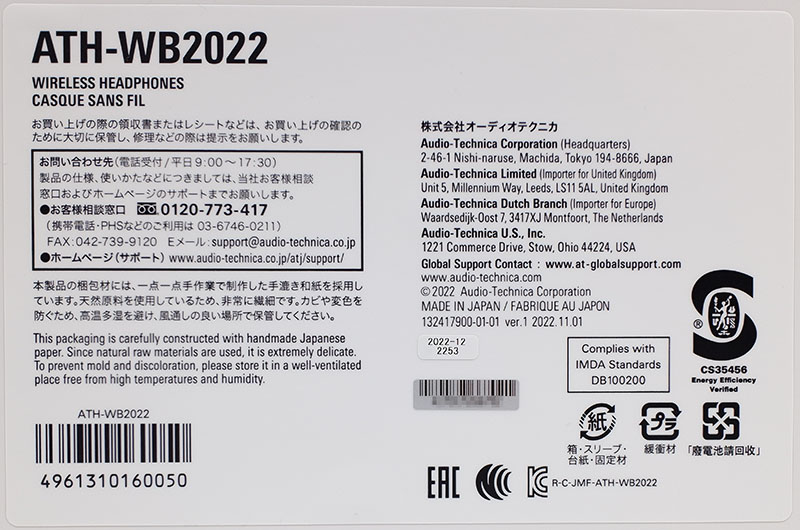 ATH-WB2022
WIRELESS HEADPHONES
CASQUE SANS FIL
お買い上げの際の領収書またはレシートなどは、お買い上げの確認の
ために大切に保管し、修理などの際は提示をお願いします。
お問い合わせ先（電話受付/平日9:00〜17:30）
製品の仕様、使いかたなどにつきましては、当社お客様相談
窓口およびホームページのサポートまでお願いします。
●お客様相談窓口 0120-773-417
（携帯電話・PHSなどのご利用は 03-6746-0211）
FAX:042-739-9120 Eメール:support@audio-technica.co.jp
●ホームページ（サポート） www.audio-technica.co.jp/atj/support/
本製品の梱包材には、一点一点手作業で制作した手漉き和紙を採用し
ています。天然原料を使用しているため、非常に繊細です。カビや変色を
防ぐため、高温多湿を避け、風通しの良い場所で保管してください。
This packaging is carefully constructed with handmade Japanese
paper. Since natural raw materials are used, it is extremely delicate.
To prevent mold and discoloration, please store it in a well-ventilated
place free from high temperatures and humidity.
ATH-WB2022
4961310160050
株式会社オーディオテクニカ
Audio-Technica Corporation (Headquarters)
2-46-1 Nishi-naruse, Machida, Tokyo 194-8666, Japan
Audio-Technica Limited (Importer for United Kingdom)
Unit 5, Millennium Way, Leeds, LS11 5AL, United Kingdom
Audio-Technica Dutch Branch (Importer for Europe)
Waardsedijk-Oost 7, 3417XJ Montfoort, The Netherlands
Audio-Technica U.S., Inc.
1221 Commerce Drive, Stow, Ohio 44224, USA
Global Support Contact : www.at-globalsupport.com
www.audio-technica.com
©2022 Audio-Technica Corporation
MADE IN JAPAN / FABRIQUÉ AU JAPON
132417900-01-01 ver.1 2022.11.01
2022-12
2253
Complies with
IMDA Standards
DB100200
®
CS35456
Energy Efficiency
Verified
紙
プラ
箱・スリーブ・
台紙・固定材
緩衝材
「廃電池請回收」
EAC
R-C-JMF-ATH-WB2022